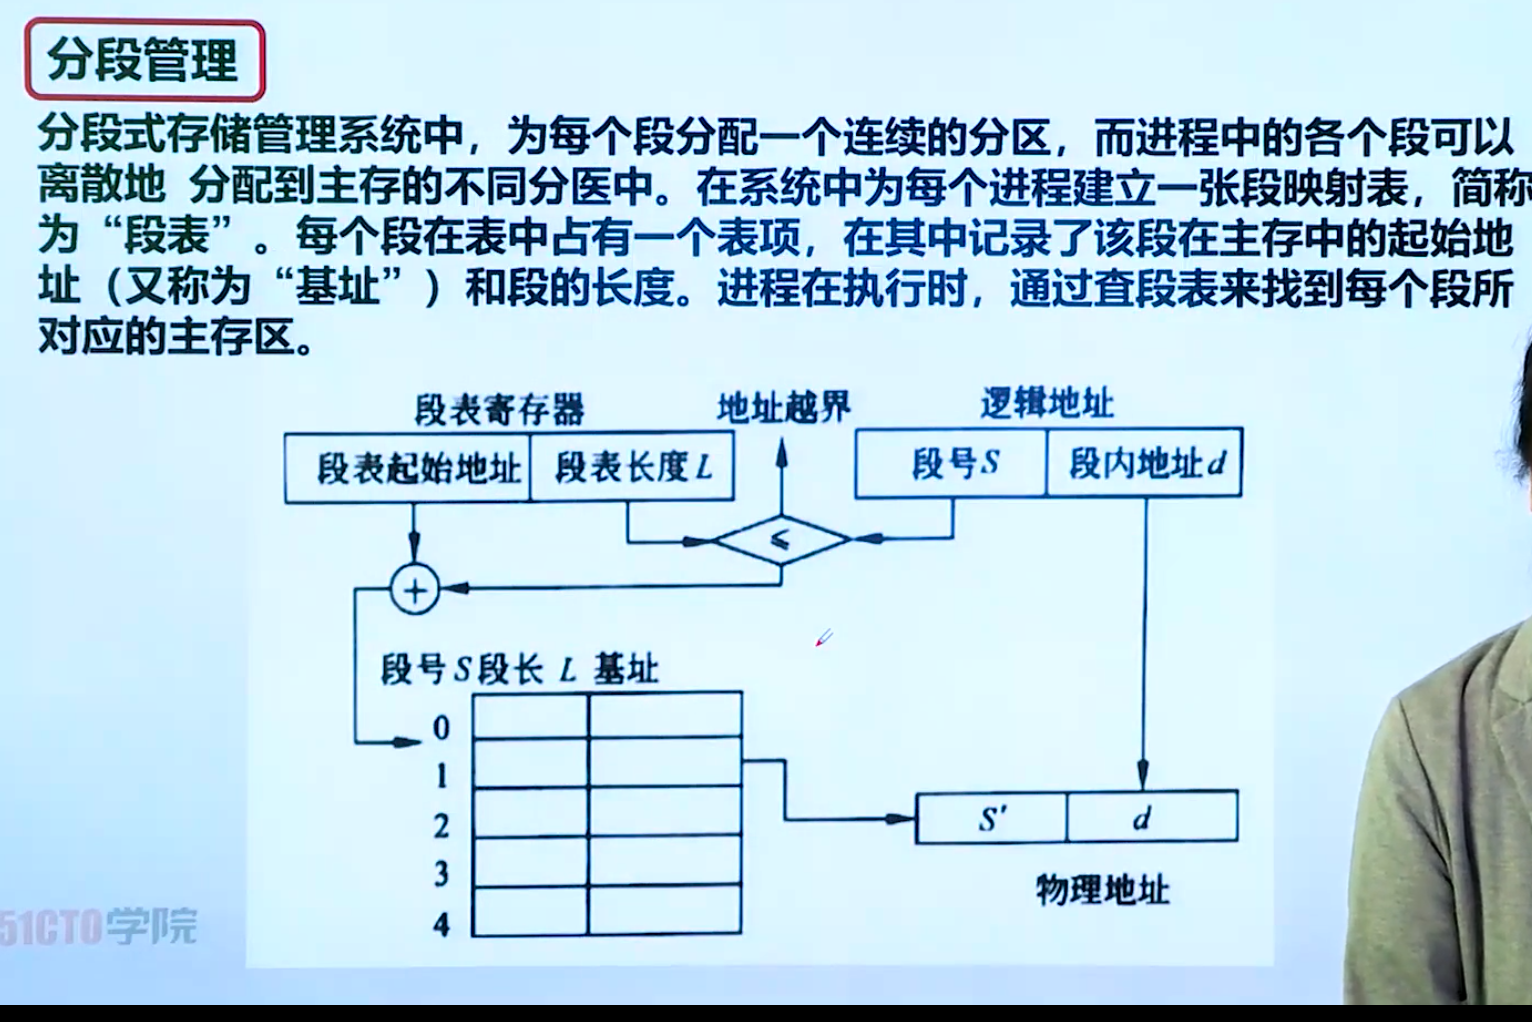 分段管理
分段式存储管理系统中，为每个段分配一个连续的分区，而进程中的各个段可以
离散地 分配到主存的不同分医中。在系统中为每个进程建立一张段映射表，简称
为“段表”。每个段在表中占有一个表项，在其中记录了该段在主存中的起始地
址（又称为“基址”）和段的长度。进程在执行时，通过查段表来找到每个段所
对应的主存区。
段表寄存器 地址越界 逻辑地址
段表起始地址 段表长度L 段号S 段内地址d
⩽
+
段号S 段长 L 基址
0
1
2
3
4
S' d
物理地址
51CTO学院